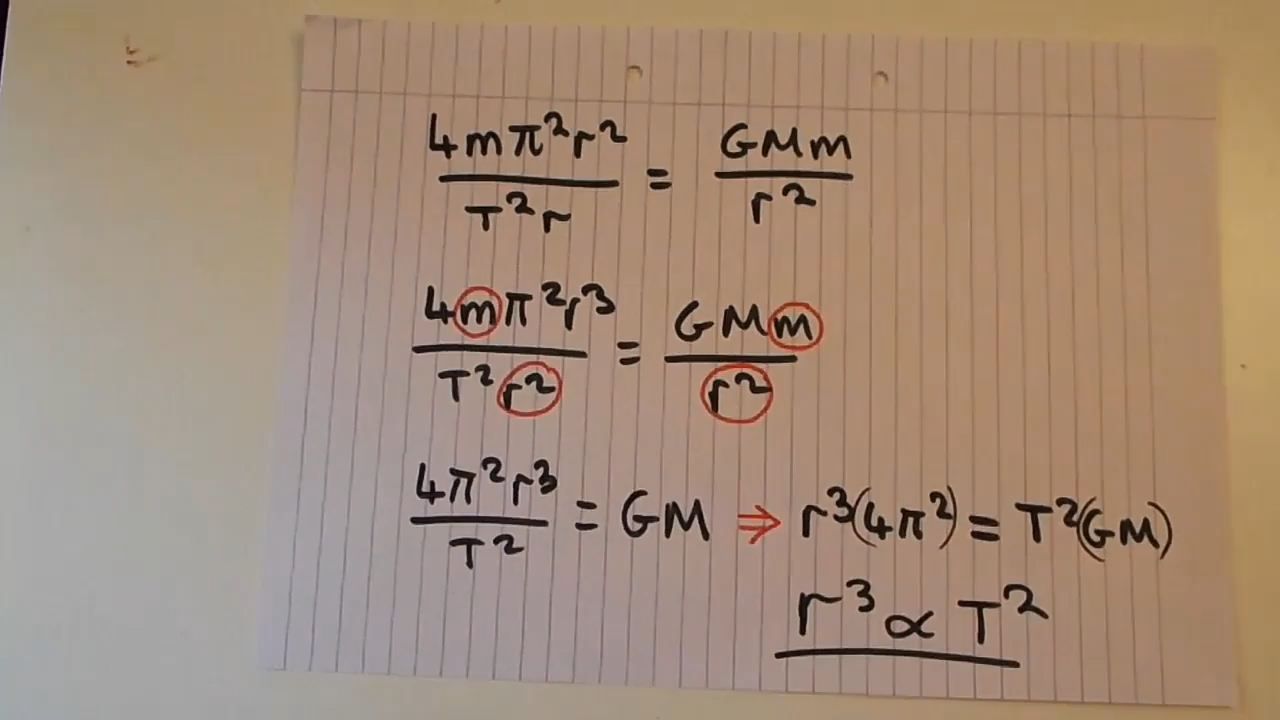 4mπ²r² / T²r = GMm / r²
4mπ²r³ / T²r² = GMm / r²
4π²r³ / T² = GM ⇒ r³(4π²) = T²(GM)
r³ ∝ T²